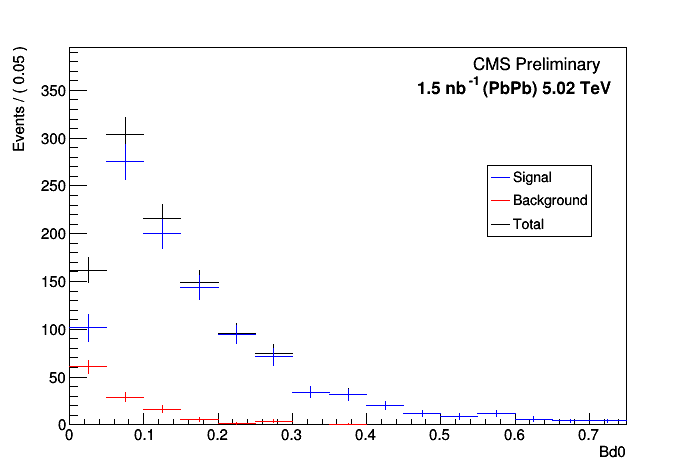 CMS Preliminary
1.5 nb-1 (PbPb) 5.02 TeV
Events / ( 0.05 )
350
300
250
200
150
100
50
0
Signal
Background
Total
0 0.1 0.2 0.3 0.4 0.5 0.6 0.7
Bd0